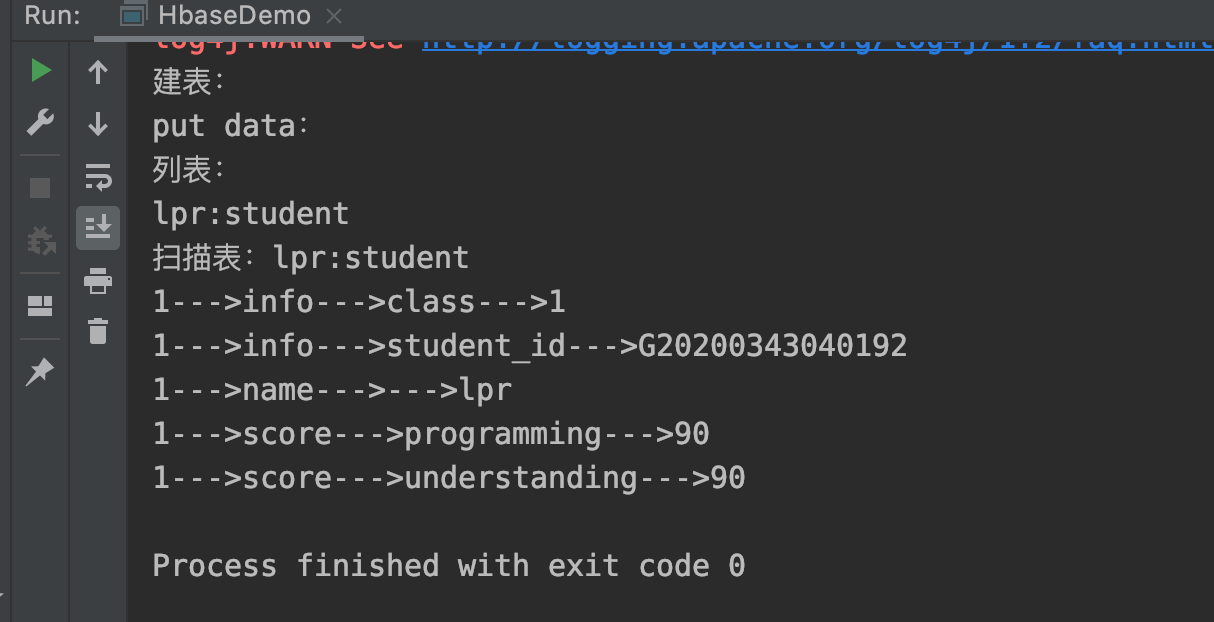 Run: HbaseDemo
log4j:WARN See http://logging.apache.org/log4j/1.2/faq.html
建表：
put data：
列表：
lpr:student
扫描表：lpr:student
1--->info--->class--->1
1--->info--->student_id--->G20200343040192
1--->name--->--->lpr
1--->score--->programming--->90
1--->score--->understanding--->90
Process finished with exit code 0